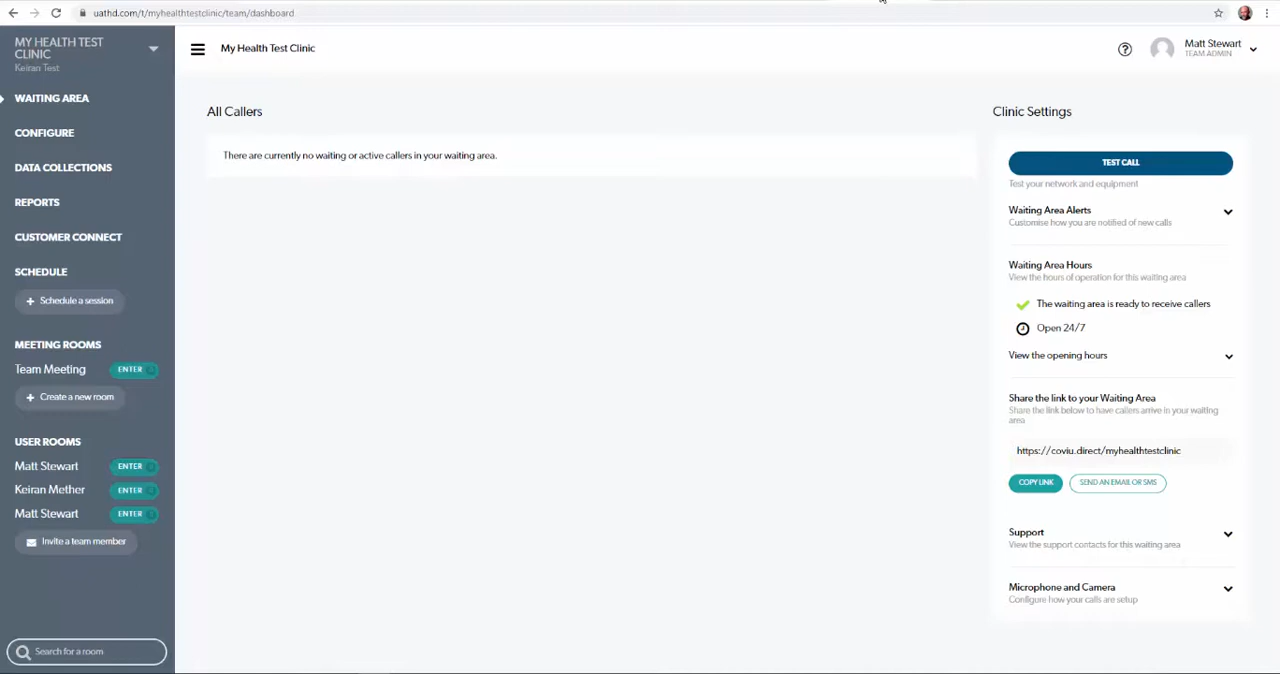 uathd.com/t/myhealthtestclinic/team/dashboard
MY HEALTH TEST
CLINIC
Keiran Test
WAITING AREA
CONFIGURE
DATA COLLECTIONS
REPORTS
CUSTOMER CONNECT
SCHEDULE
+ Schedule a session
MEETING ROOMS
Team Meeting ENTER
+ Create a new room
USER ROOMS
Matt Stewart ENTER
Keiran Mether ENTER
Matt Stewart ENTER
Invite a team member
Search for a room
My Health Test Clinic
Matt Stewart
TEAM ADMIN
All Callers
There are currently no waiting or active callers in your waiting area.
Clinic Settings
TEST CALL
Test your network and equipment
Waiting Area Alerts
Customise how you are notified of new calls
Waiting Area Hours
View the hours of operation for this waiting area
The waiting area is ready to receive callers
Open 24/7
View the opening hours
Share the link to your Waiting Area
Share the link below to have callers arrive in your waiting
area
https://coviu.direct/myhealthtestclinic
COPY LINK SEND AN EMAIL OR SMS
Support
View the support contacts for this waiting area
Microphone and Camera
Configure how your calls are setup